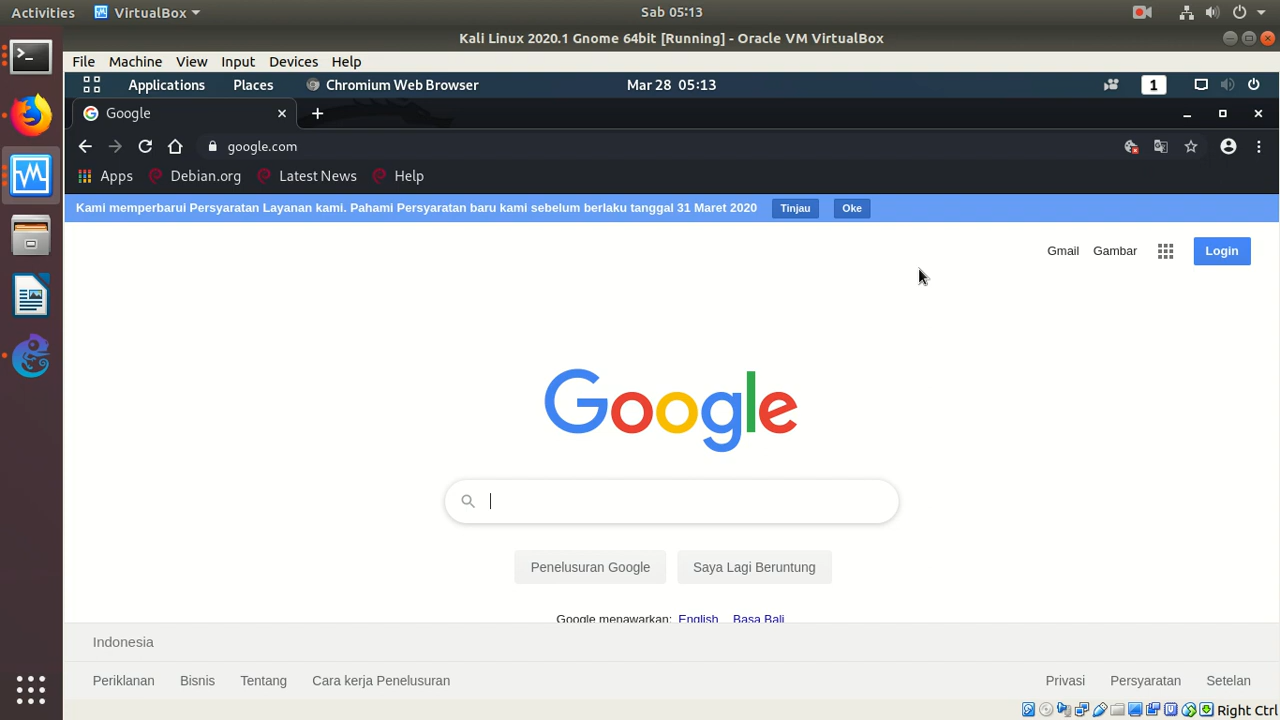 Activities VirtualBox Sab 05:13
Kali Linux 2020.1 Gnome 64bit [Running] - Oracle VM VirtualBox
File Machine View Input Devices Help
Applications Places Chromium Web Browser Mar 28 05:13 1
Google
google.com
Apps Debian.org Latest News Help
Kami memperbarui Persyaratan Layanan kami. Pahami Persyaratan baru kami sebelum berlaku tanggal 31 Maret 2020 Tinjau Oke
Gmail Gambar Login
Google
Penelusuran Google Saya Lagi Beruntung
Google menawarkan: English Basa Bali
Indonesia
Periklanan Bisnis Tentang Cara kerja Penelusuran Privasi Persyaratan Setelan
Right Ctrl